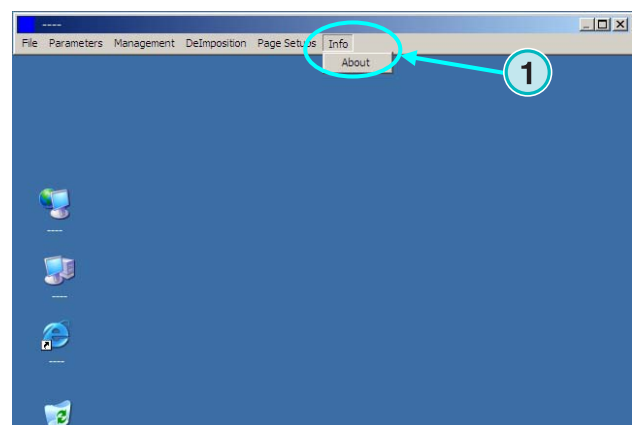 ----
File Parameters Management DeImposition Page Setups Info
About
1
----
----
----